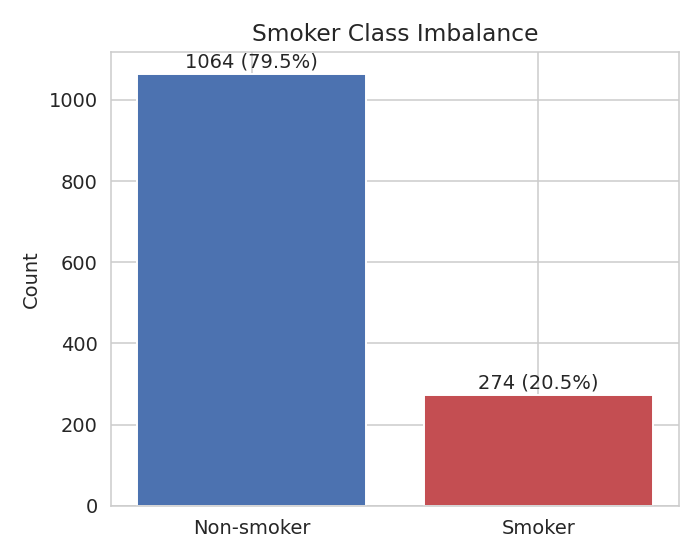 Smoker Class Imbalance
1064 (79.5%)
1000
800
600
400
200
0
Count
274 (20.5%)
Non-smoker
Smoker